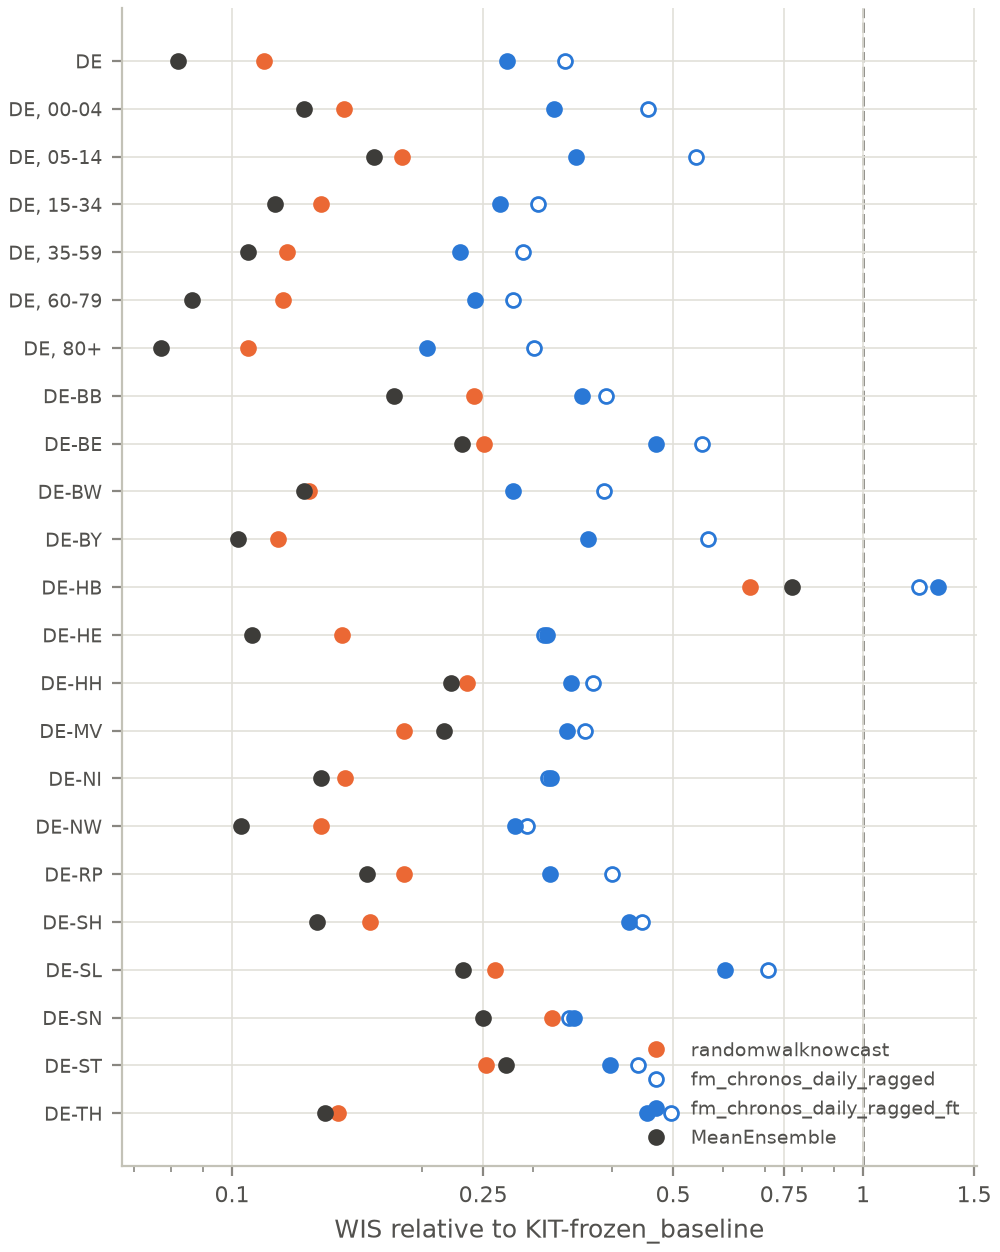 DE
DE, 00-04
DE, 05-14
DE, 15-34
DE, 35-59
DE, 60-79
DE, 80+
DE-BB
DE-BE
DE-BW
DE-BY
DE-HB
DE-HE
DE-HH
DE-MV
DE-NI
DE-NW
DE-RP
DE-SH
DE-SL
DE-SN
DE-ST
DE-TH
randomwalknowcast
fm_chronos_daily_ragged
fm_chronos_daily_ragged_ft
MeanEnsemble
0.1 0.25 0.5 0.75 1 1.5
WIS relative to KIT-frozen_baseline